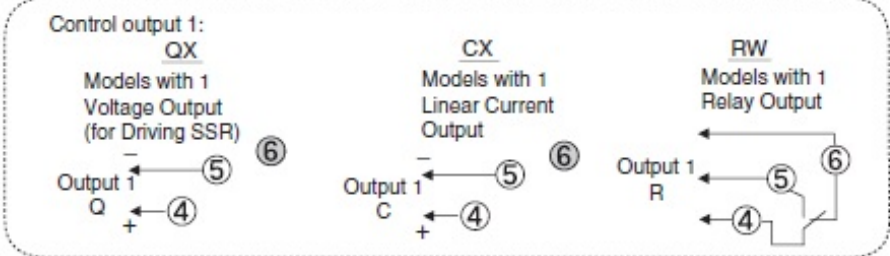 Control output 1:
QX
Models with 1
Voltage Output
(for Driving SSR)
− ⑤ ⑥
Output 1
Q ④
+
CX
Models with 1
Linear Current
Output
− ⑤ ⑥
Output 1
C ④
+
RW
Models with 1
Relay Output
⑥
Output 1 ⑤
R
④